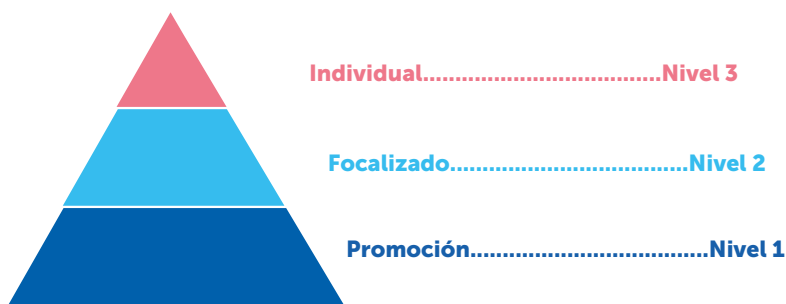 Individual.....................................Nivel 3
Focalizado.....................................Nivel 2
Promoción.....................................Nivel 1